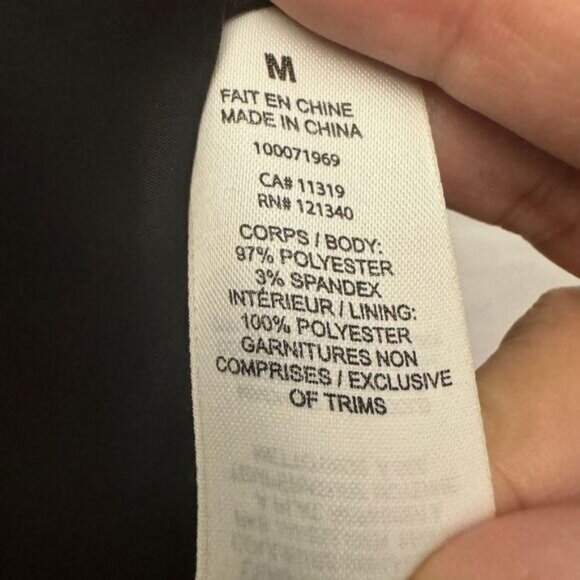 M
FAIT EN CHINE
MADE IN CHINA
100071969
CA# 11319
RN# 121340
CORPS / BODY:
97% POLYESTER
3% SPANDEX
INTÉRIEUR / LINING:
100% POLYESTER
GARNITURES NON
COMPRISES / EXCLUSIVE
OF TRIMS